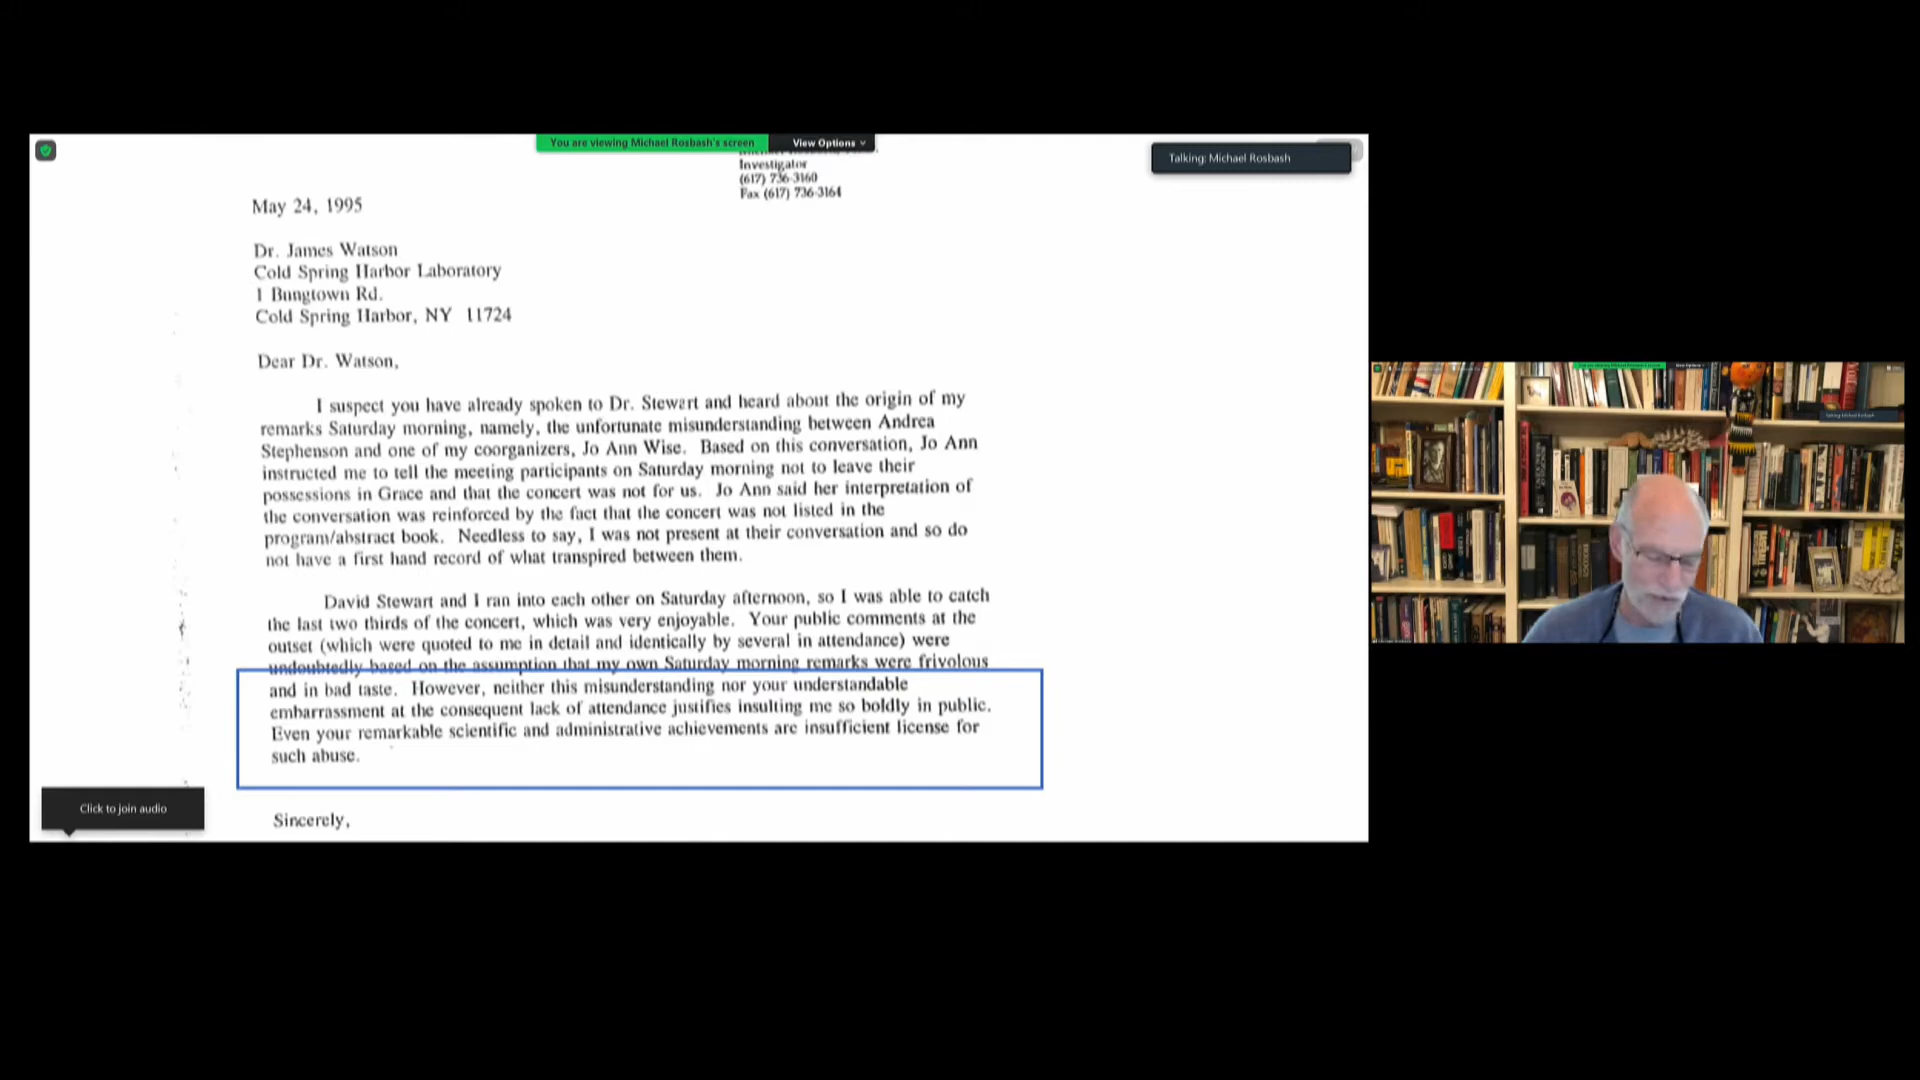 You are viewing Michael Rosbash's screen
View Options
Talking: Michael Rosbash
Investigator
(617) 736-3160
Fax (617) 736-3164
May 24, 1995
Dr. James Watson
Cold Spring Harbor Laboratory
1 Bungtown Rd.
Cold Spring Harbor, NY 11724
Dear Dr. Watson,
I suspect you have already spoken to Dr. Stewart and heard about the origin of my
remarks Saturday morning, namely, the unfortunate misunderstanding between Andrea
Stephenson and one of my coorganizers, Jo Ann Wise. Based on this conversation, Jo Ann
instructed me to tell the meeting participants on Saturday morning not to leave their
possessions in Grace and that the concert was not for us. Jo Ann said her interpretation of
the conversation was reinforced by the fact that the concert was not listed in the
program/abstract book. Needless to say, I was not present at their conversation and so do
not have a first hand record of what transpired between them.
David Stewart and I ran into each other on Saturday afternoon, so I was able to catch
the last two thirds of the concert, which was very enjoyable. Your public comments at the
outset (which were quoted to me in detail and identically by several in attendance) were
undoubtedly based on the assumption that my own Saturday morning remarks were frivolous
and in bad taste. However, neither this misunderstanding nor your understandable
embarrassment at the consequent lack of attendance justifies insulting me so boldly in public.
Even your remarkable scientific and administrative achievements are insufficient license for
such abuse.
Click to join audio
Sincerely,